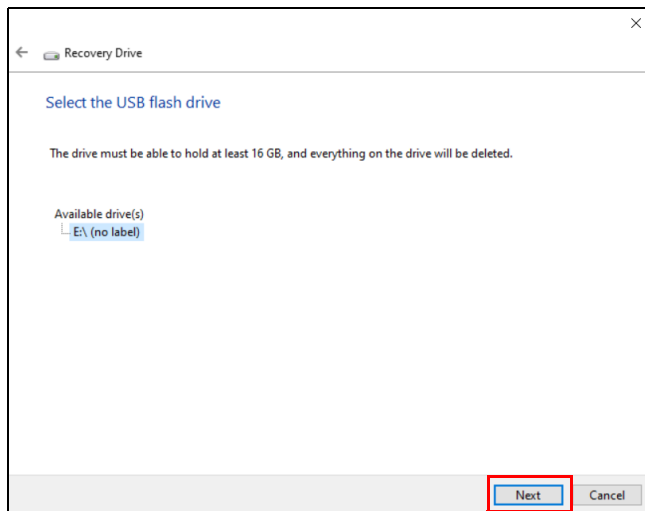 Recovery Drive
Select the USB flash drive
The drive must be able to hold at least 16 GB, and everything on the drive will be deleted.
Available drive(s)
E:\ (no label)
Next Cancel